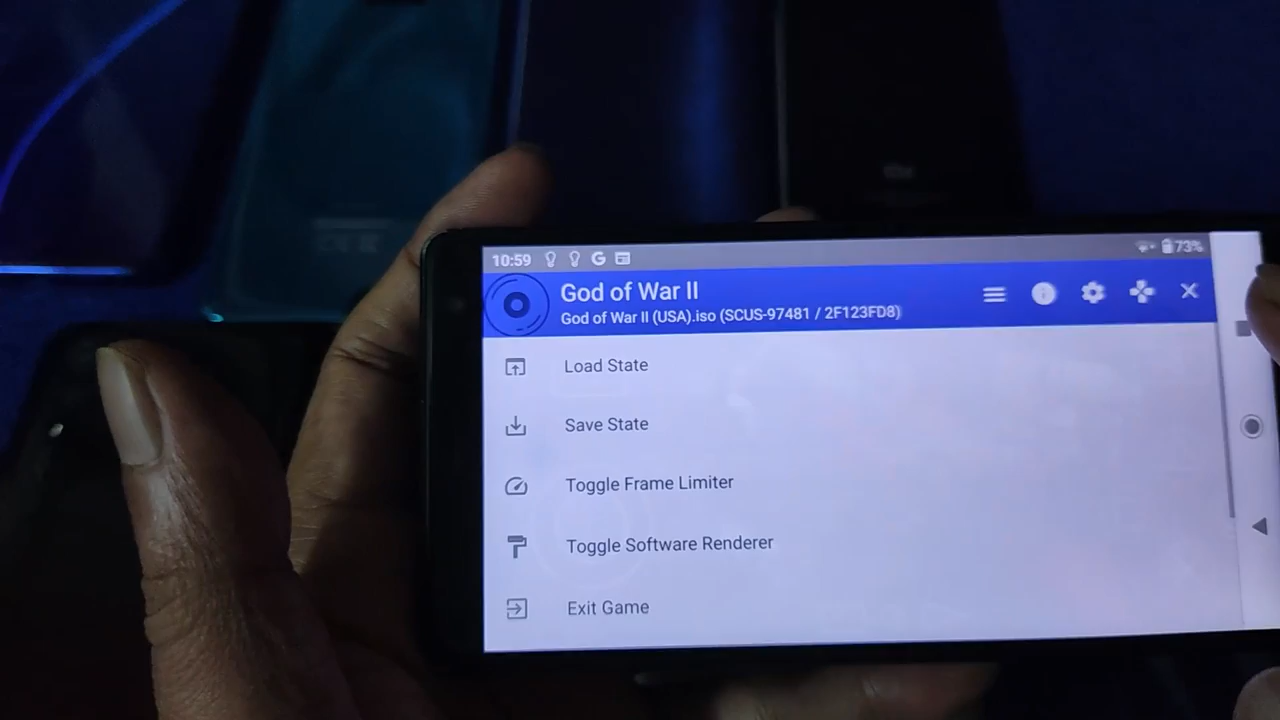 10:59 G 73%
God of War II
God of War II (USA).iso (SCUS-97481 / 2F123FD8)
Load State
Save State
Toggle Frame Limiter
Toggle Software Renderer
Exit Game